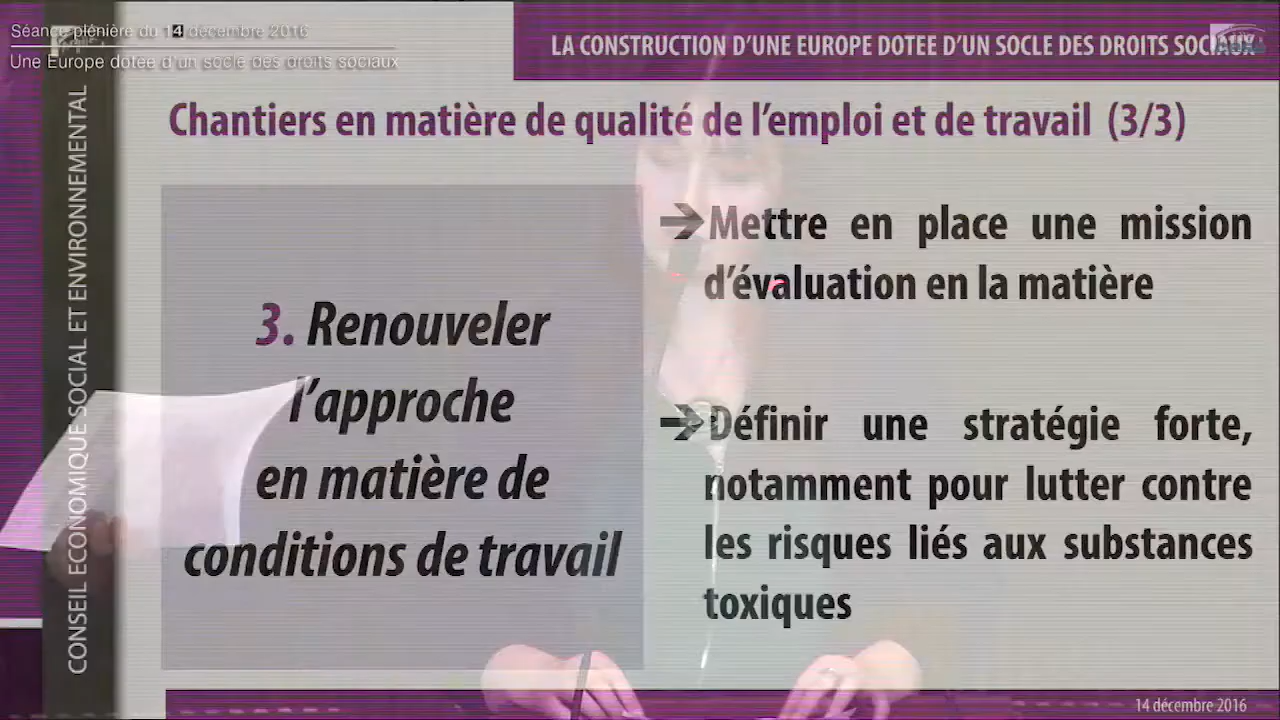 Séance plénière du 14 décembre 2016
Une Europe dotée d'un socle des droits sociaux
LA CONSTRUCTION D'UNE EUROPE DOTEE D'UN SOCLE DES DROITS SOCIAUX
CONSEIL ECONOMIQUE SOCIAL ET ENVIRONNEMENTAL
Chantiers en matière de qualité de l'emploi et de travail (3/3)
3. Renouveler
l'approche
en matière de
conditions de travail
➔Mettre en place une mission
d'évaluation en la matière
➔Définir une stratégie forte,
notamment pour lutter contre
les risques liés aux substances
toxiques
14 décembre 2016